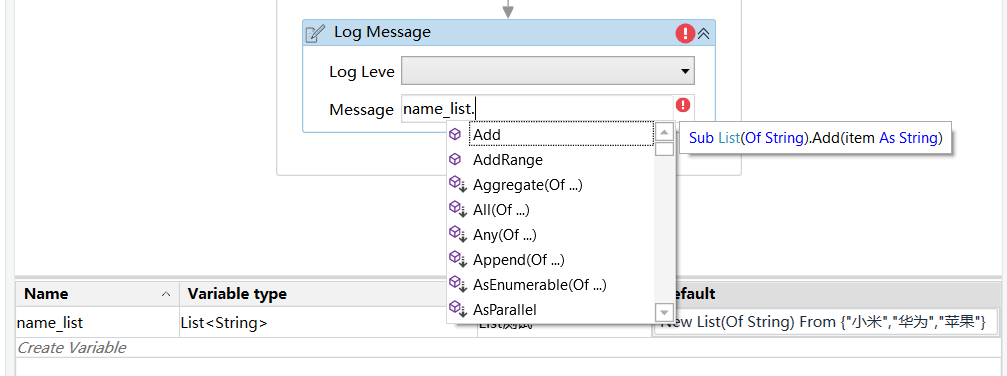 Log Message
Log Leve
Message name_list.
Add
Sub List(Of String).Add(item As String)
AddRange
Aggregate(Of ...)
All(Of ...)
Any(Of ...)
Append(Of ...)
AsEnumerable(Of ...)
AsParallel
Name Variable type efault
name_list List<String> List测试 New List(Of String) From {"小米","华为","苹果"}
Create Variable